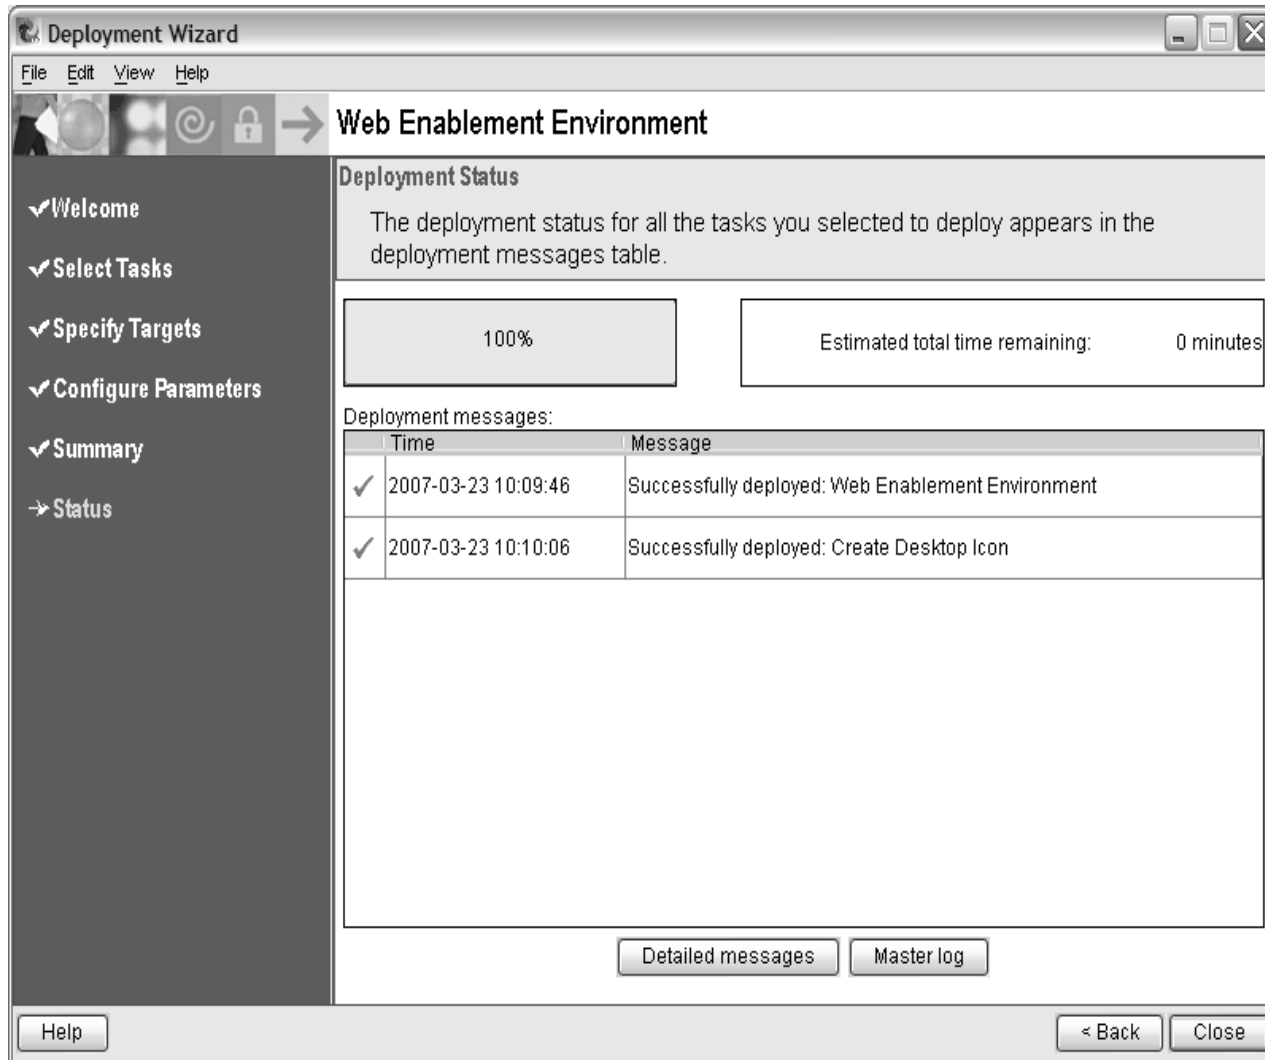 Deployment Wizard
File Edit View Help
Web Enablement Environment
Welcome
Select Tasks
Specify Targets
Configure Parameters
Summary
Status
Deployment Status
The deployment status for all the tasks you selected to deploy appears in the
deployment messages table.
100%
Estimated total time remaining: 0 minutes
Deployment messages:
Time Message
2007-03-23 10:09:46 Successfully deployed: Web Enablement Environment
2007-03-23 10:10:06 Successfully deployed: Create Desktop Icon
Detailed messages Master log
Help < Back Close